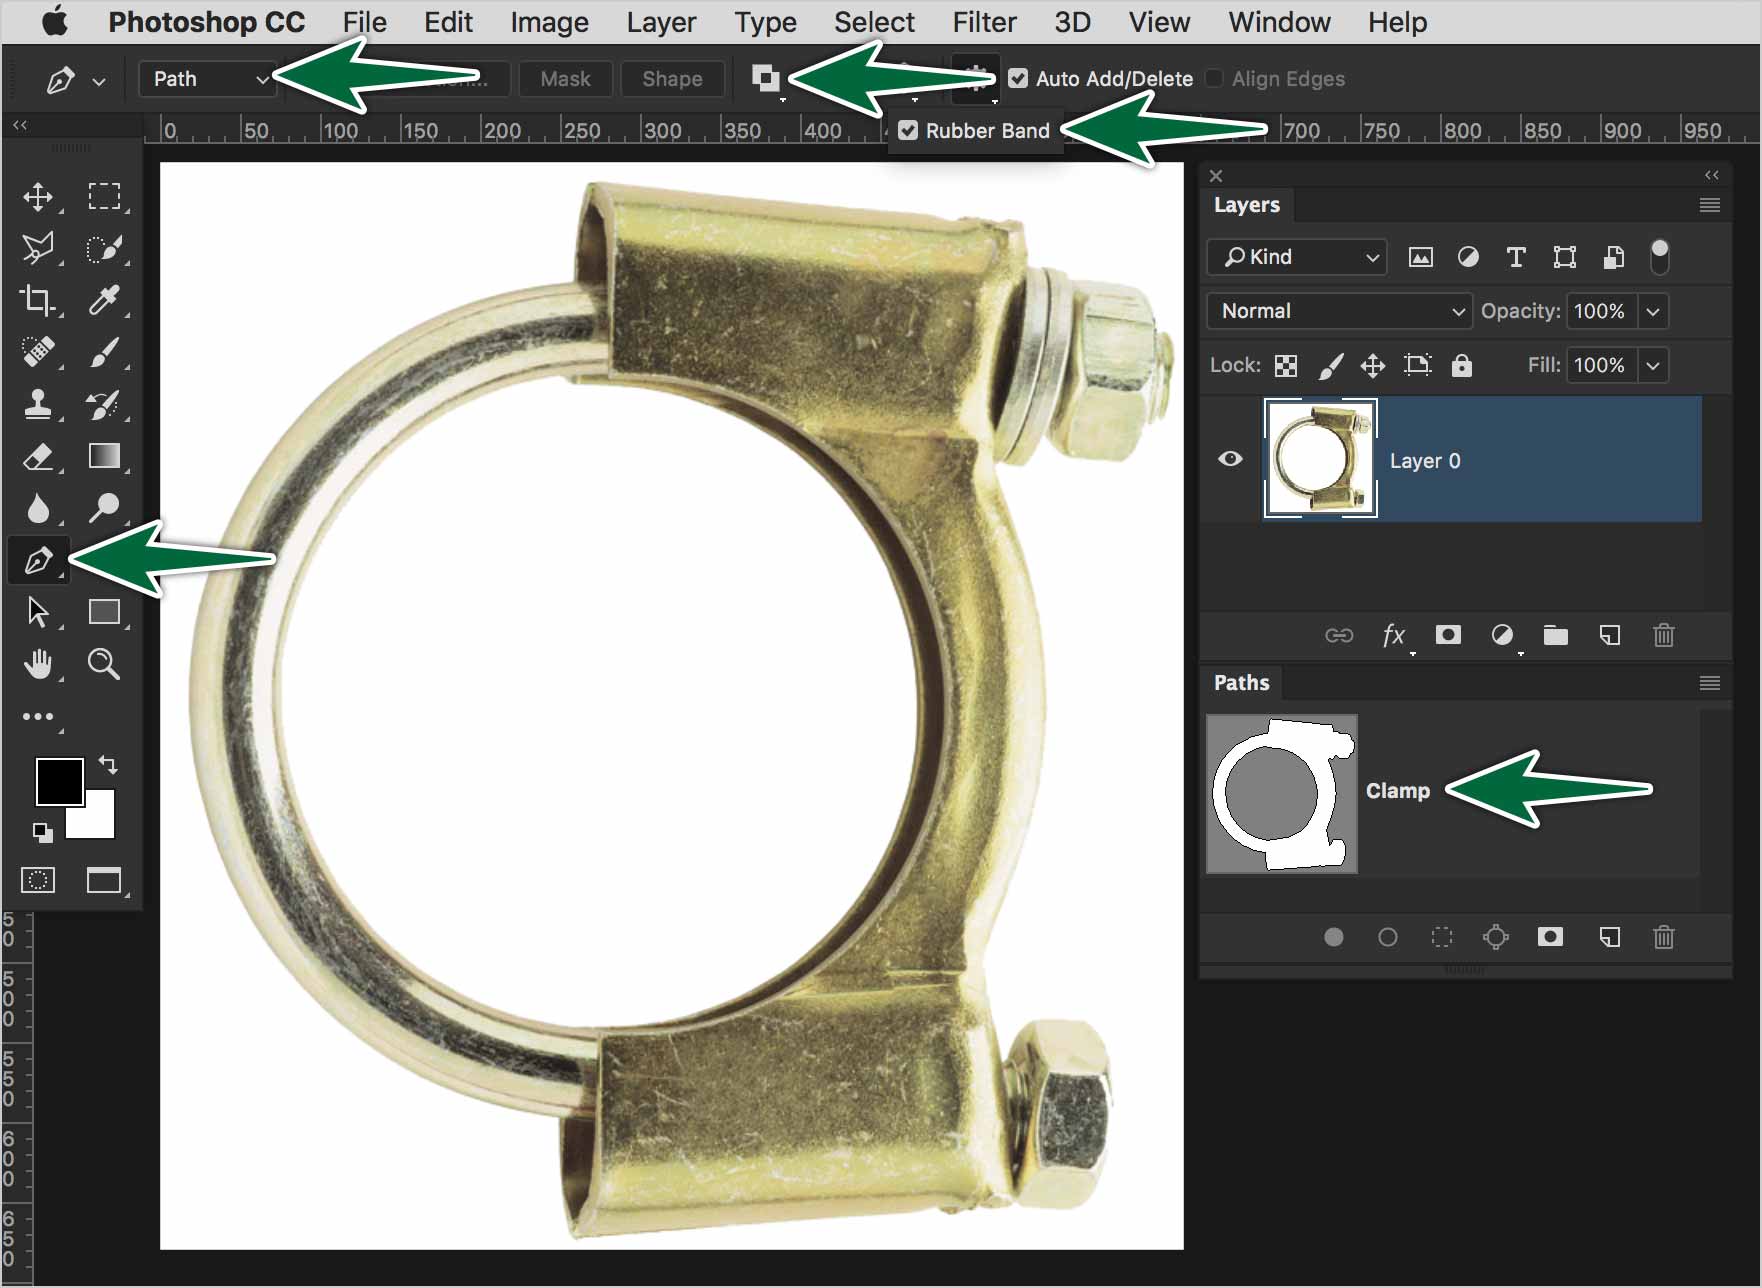 Photoshop CC File Edit Image Layer Type Select Filter 3D View Window Help
Path Mask Shape Auto Add/Delete Align Edges
Rubber Band
0 50 100 150 200 250 300 350 400 700 750 800 850 900 950
Layers
Kind
Normal Opacity: 100%
Lock: Fill: 100%
Layer 0
fx
Paths
Clamp
5
0
5
0
0
5
5
0
6
0
0
6
5
0